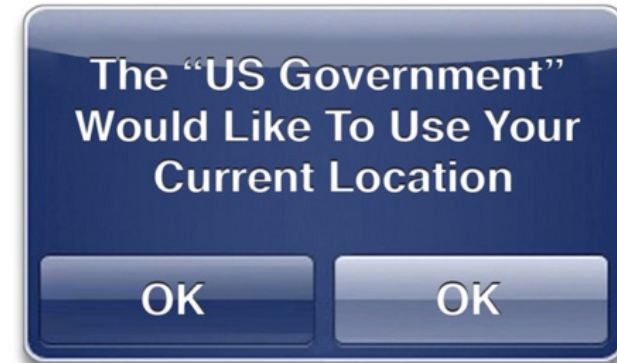 The “US Government”
Would Like To Use Your
Current Location
OK OK